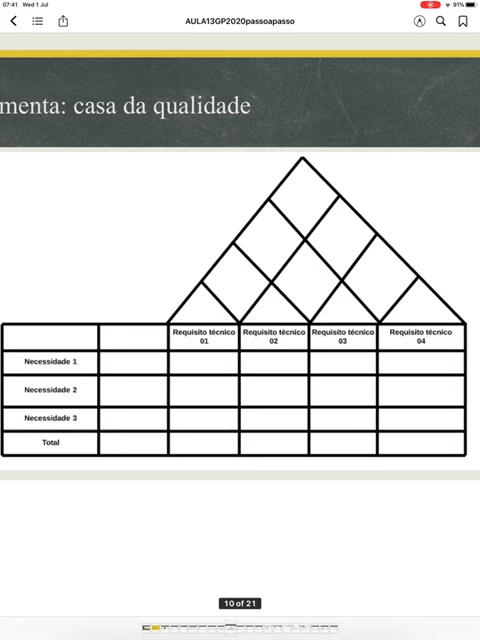 07:41 Wed 1 Jul
91%
AULA13GP2020passoapasso
menta: casa da qualidade
Requisito técnico 01
Requisito técnico 02
Requisito técnico 03
Requisito técnico 04
Necessidade 1
Necessidade 2
Necessidade 3
Total
10 of 21